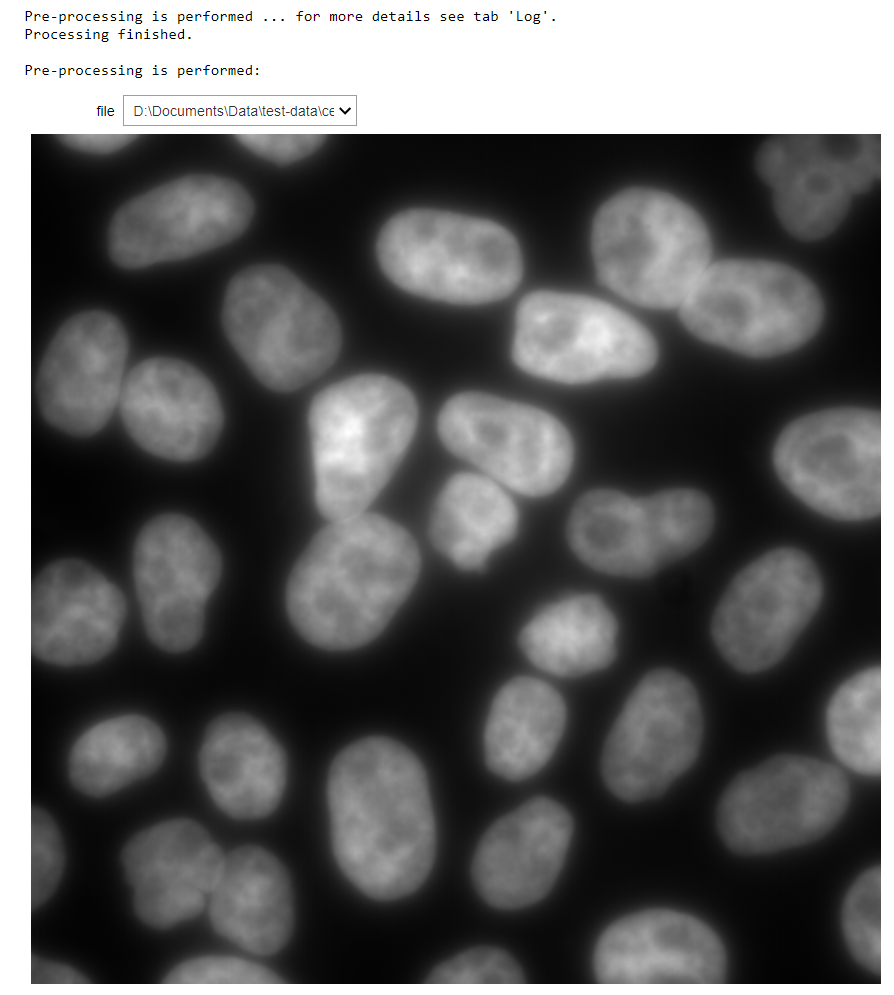 Pre-processing is performed ... for more details see tab 'Log'.
Processing finished.
Pre-processing is performed:
file D:\Documents\Data\test-data\ce